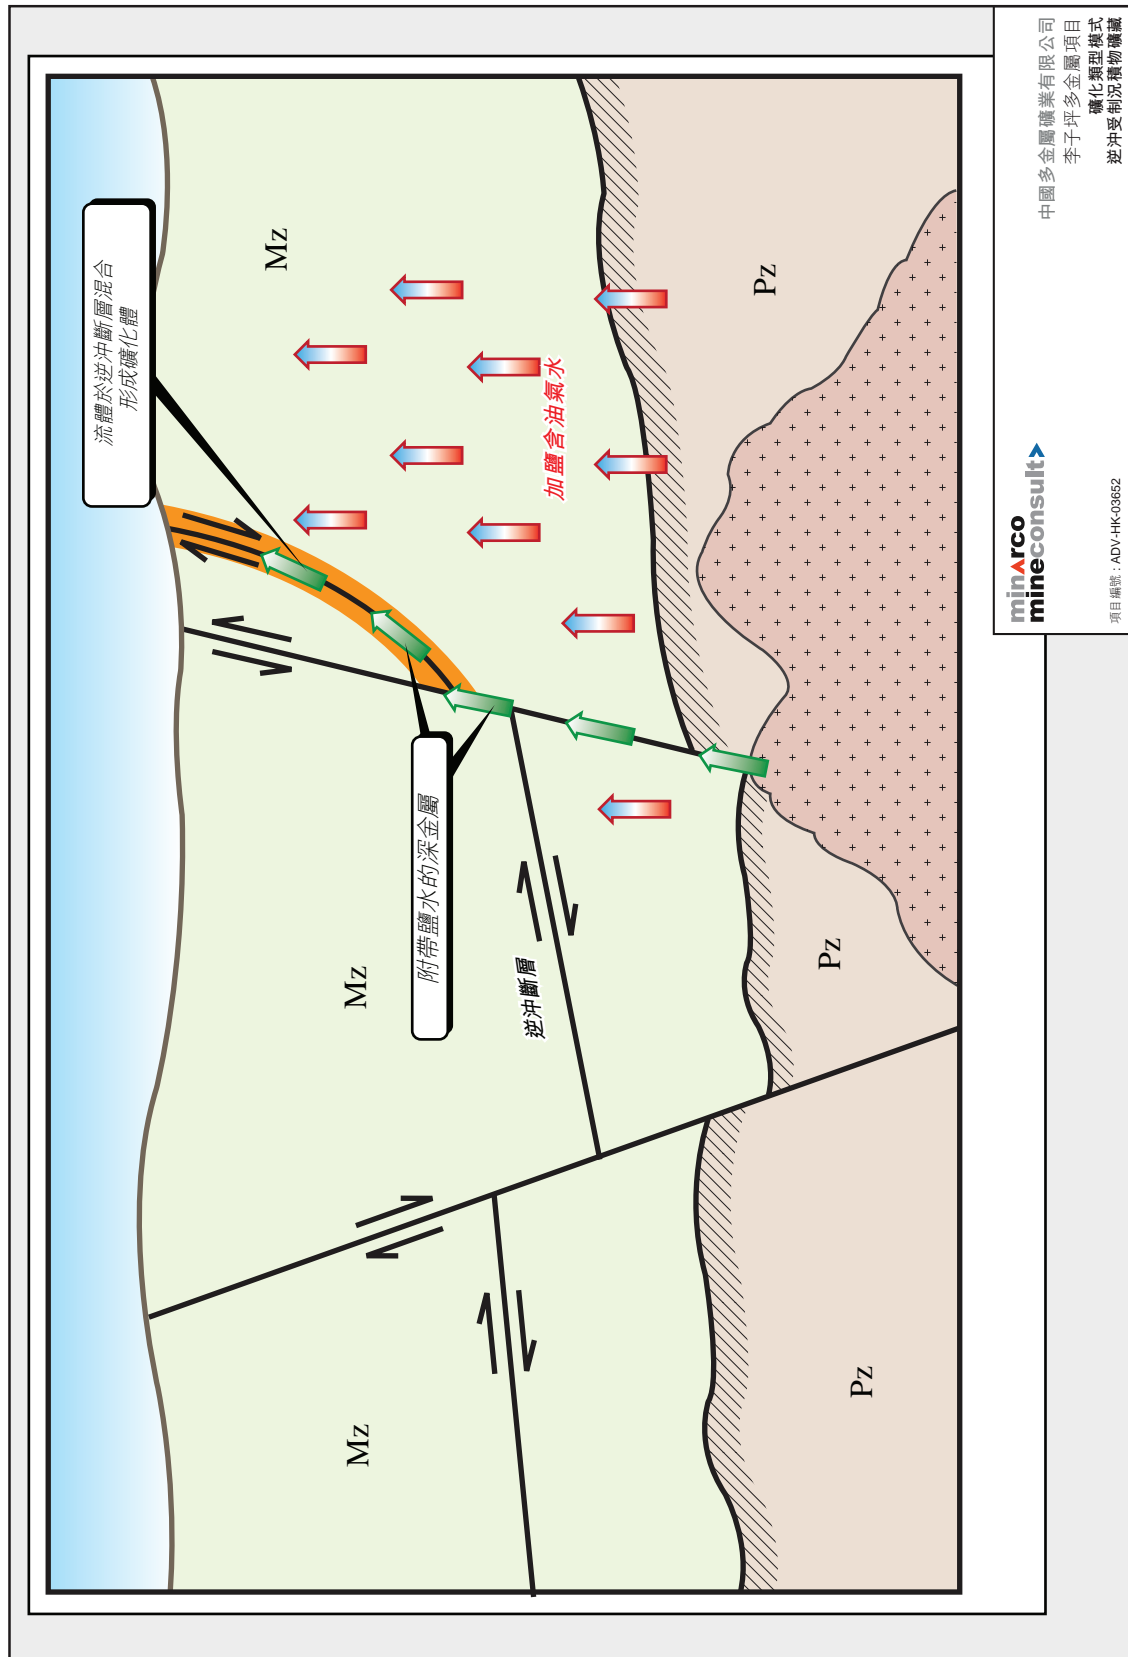 流體於逆沖斷層混合
形成礦化體
Mz
Mz
Mz
加鹽含油氣水
附帶鹽水的深金屬
逆沖斷層
Pz
Pz
Pz
minarco
mineconsult
項目編號：ADV-HK-03652
中國多金屬礦業有限公司
李子坪多金屬項目
礦化類型模式
逆沖受制沉積物礦藏